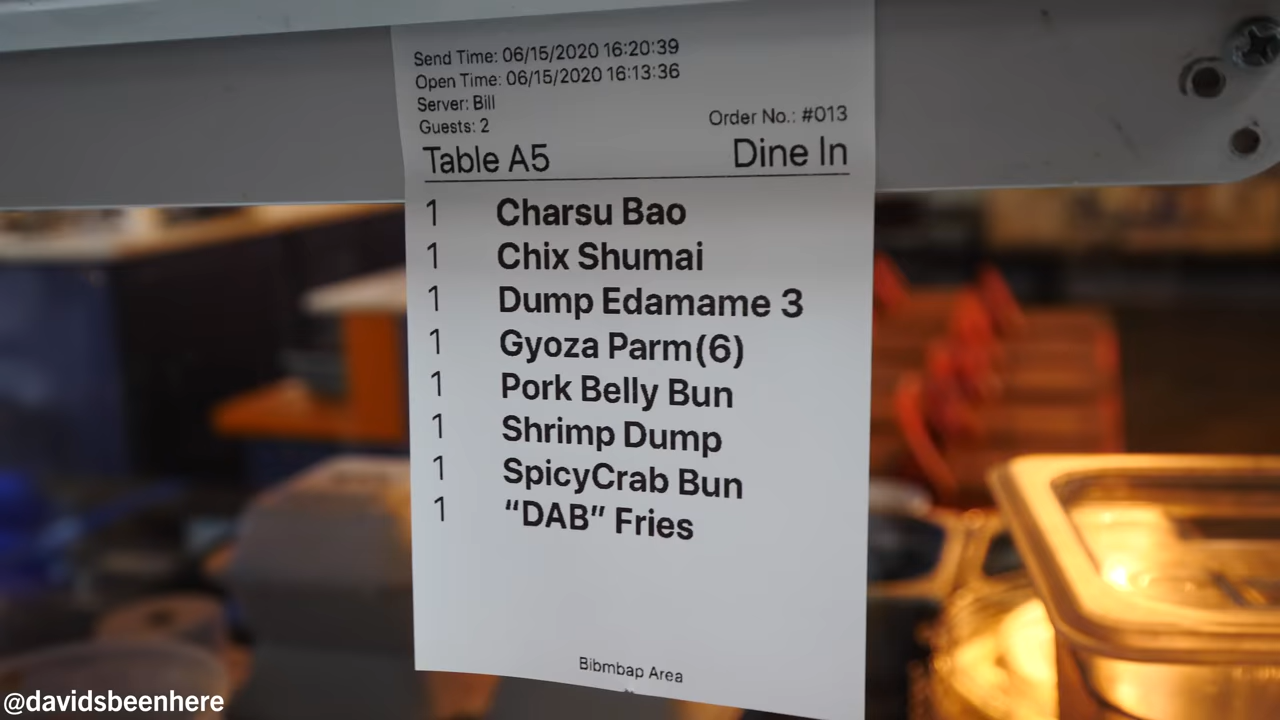 Send Time: 06/15/2020 16:20:39
Open Time: 06/15/2020 16:13:36
Server: Bill
Guests: 2 Order No.: #013
Table A5 Dine In
1 Charsu Bao
1 Chix Shumai
1 Dump Edamame 3
1 Gyoza Parm(6)
1 Pork Belly Bun
1 Shrimp Dump
1 SpicyCrab Bun
1 “DAB” Fries
Bibmbap Area
@davidsbeenhere